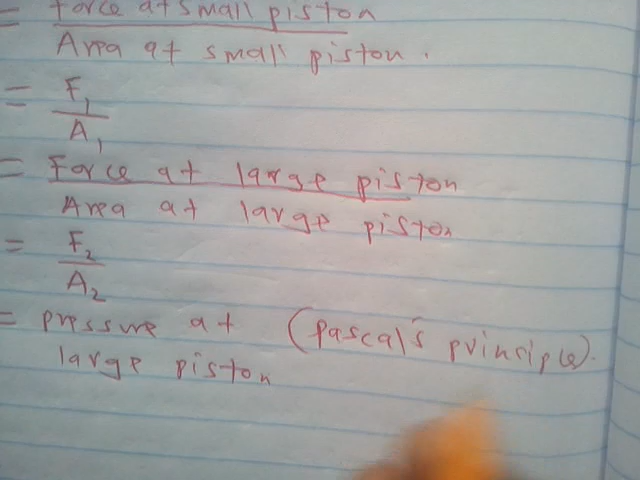 = Force at small piston
Area at small piston.
= F₁
A₁
= Force at large piston
Area at large piston
= F₂
A₂
= pressure at (pascal's prinsiple).
large piston